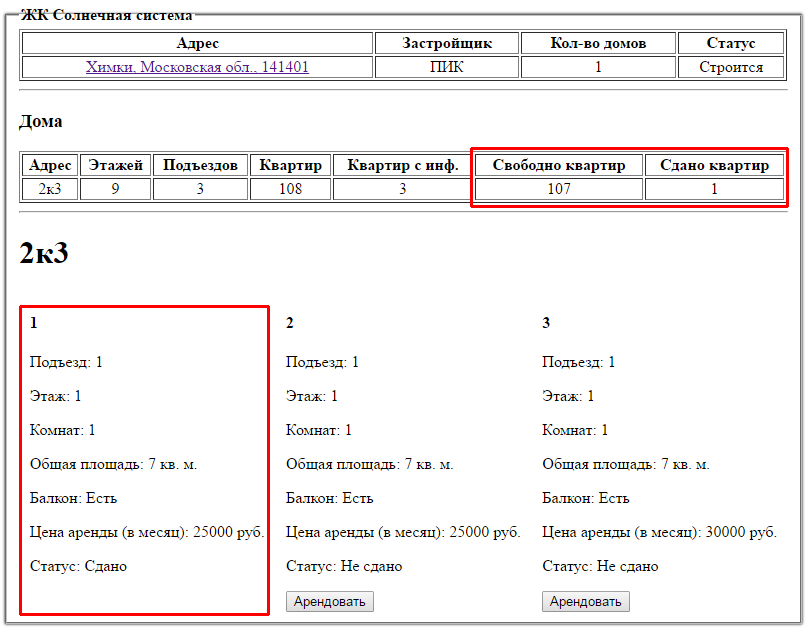 ЖК Солнечная система
Адрес Застройщик Кол-во домов Статус
Химки, Московская обл., 141401 ПИК 1 Строится
Дома
Адрес Этажей Подъездов Квартир Квартир с инф. Свободно квартир Сдано квартир
2к3 9 3 108 3 107 1
2к3
1 2 3
Подъезд: 1 Подъезд: 1 Подъезд: 1
Этаж: 1 Этаж: 1 Этаж: 1
Комнат: 1 Комнат: 1 Комнат: 1
Общая площадь: 7 кв. м. Общая площадь: 7 кв. м. Общая площадь: 7 кв. м.
Балкон: Есть Балкон: Есть Балкон: Есть
Цена аренды (в месяц): 25000 руб. Цена аренды (в месяц): 25000 руб. Цена аренды (в месяц): 30000 руб.
Статус: Сдано Статус: Не сдано Статус: Не сдано
Арендовать Арендовать